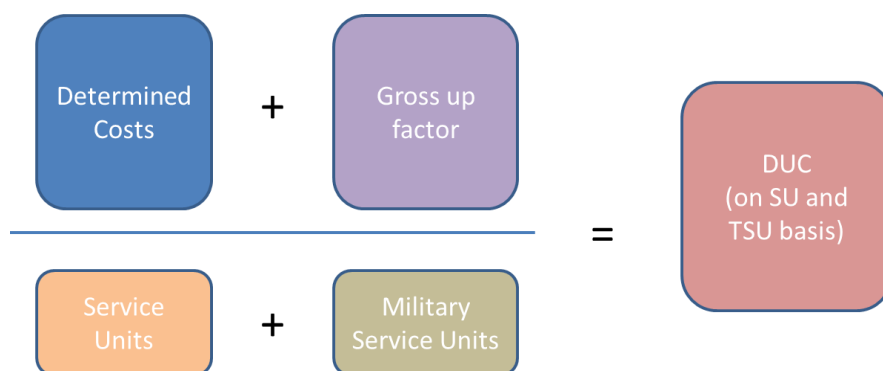 Determined
Costs
+
Gross up
factor
=
DUC
(on SU and
TSU basis)
Service
Units
+
Military
Service Units